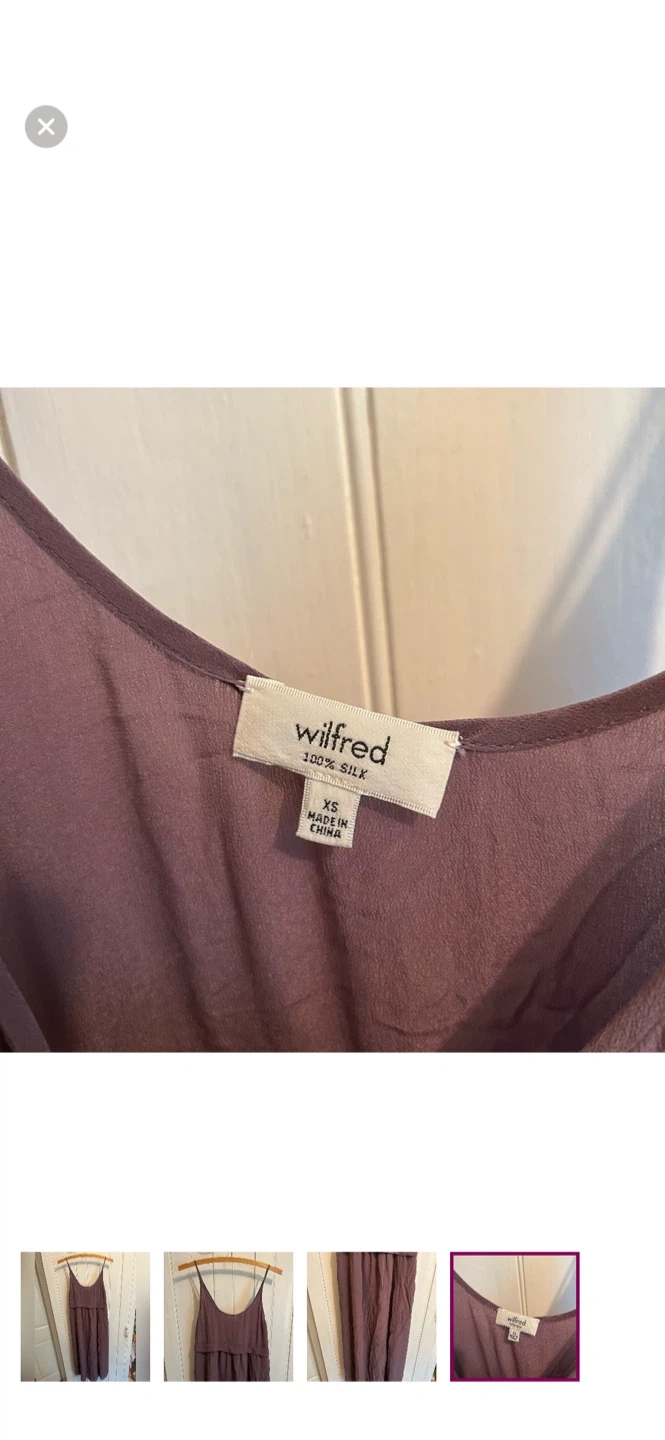 wilfred
100% SILK
XS
MADE IN
CHINA